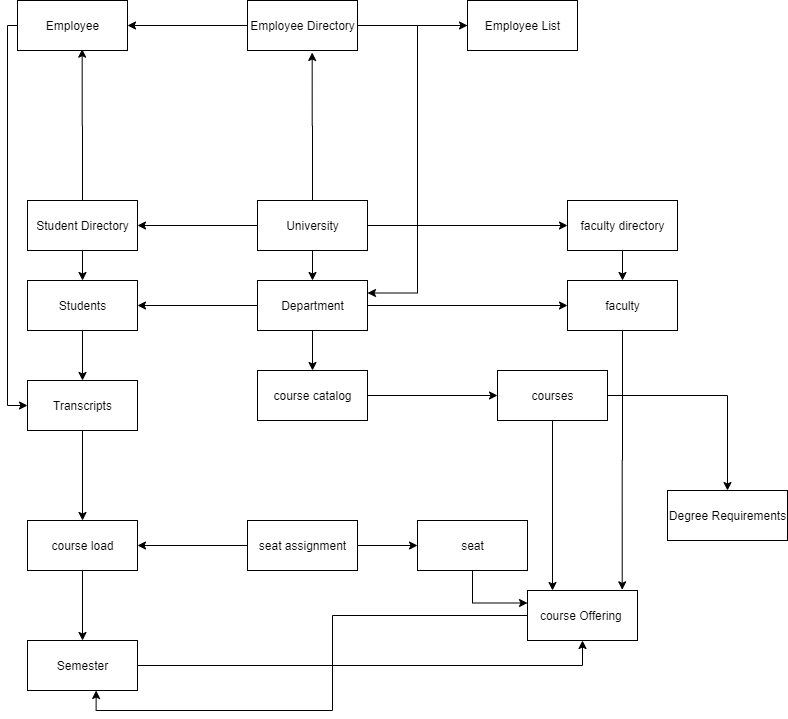 Employee
Employee Directory
Employee List
Student Directory
University
faculty directory
Students
Department
faculty
Transcripts
course catalog
courses
Degree Requirements
course load
seat assignment
seat
course Offering
Semester